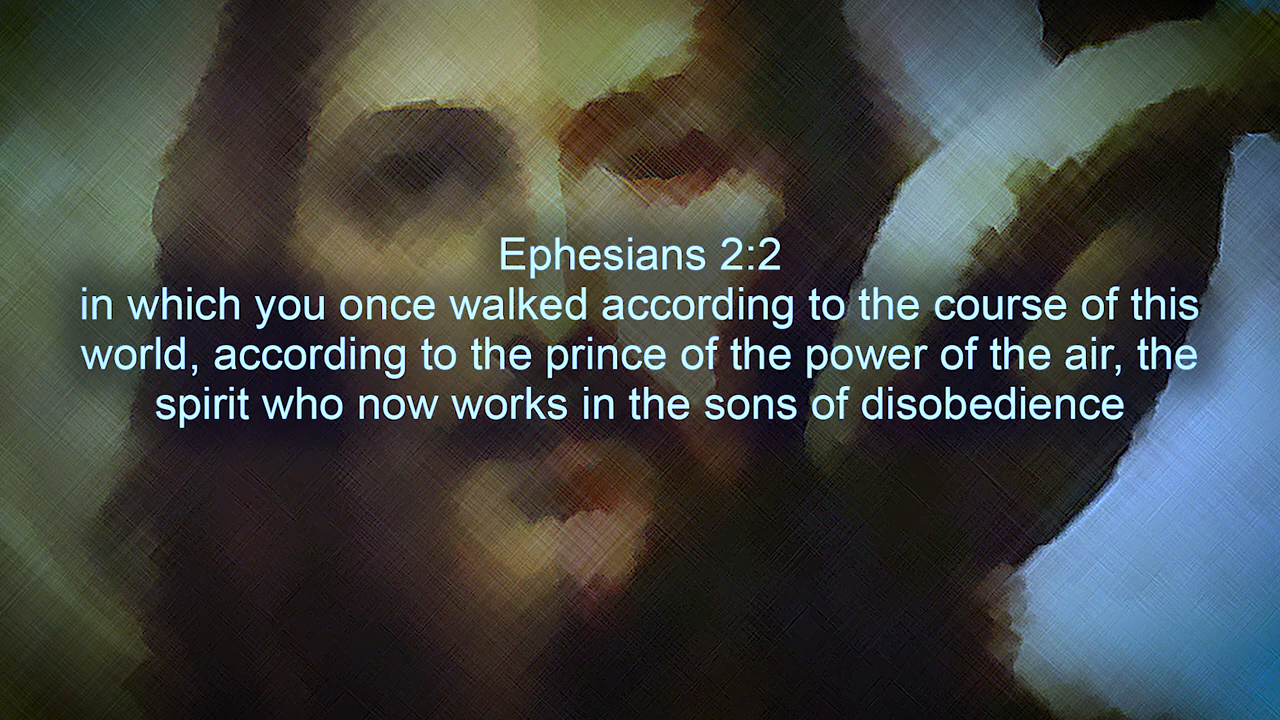 Ephesians 2:2
in which you once walked according to the course of this
world, according to the prince of the power of the air, the
spirit who now works in the sons of disobedience